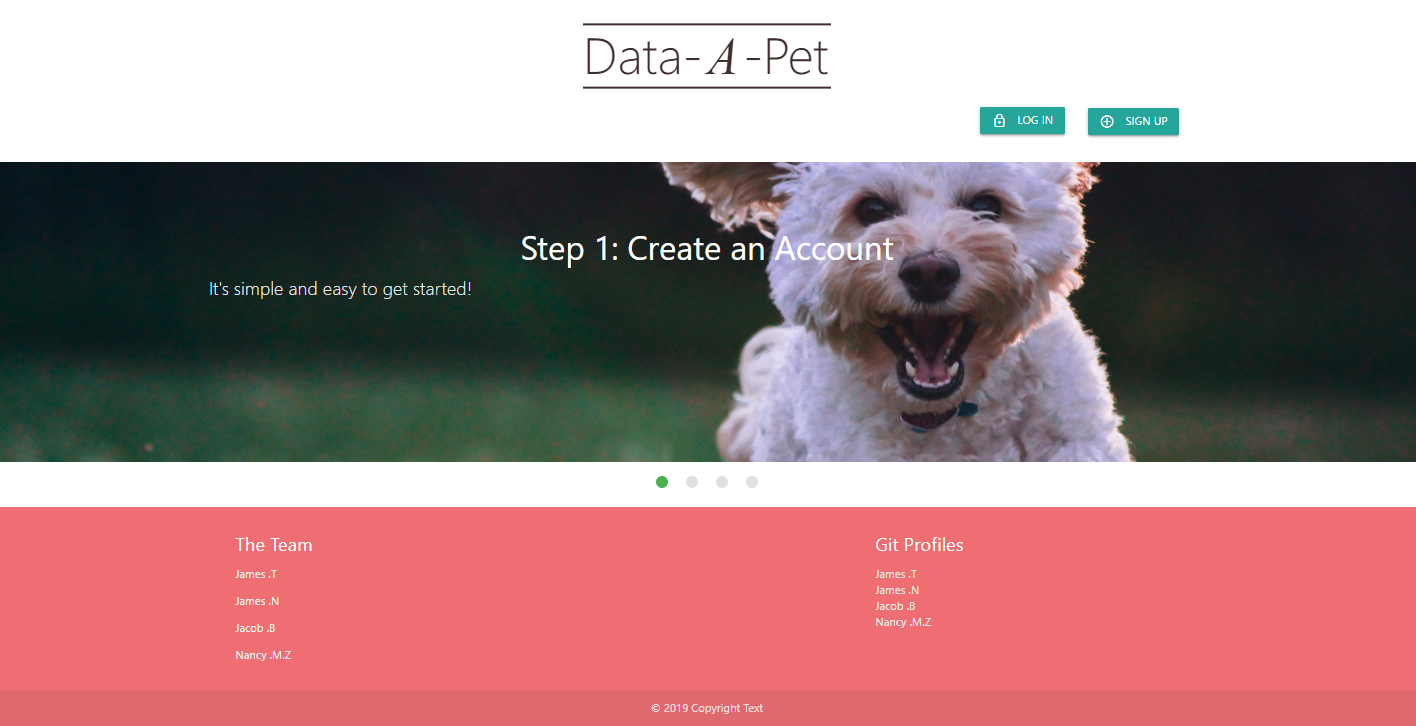 Data-A-Pet
LOG IN
SIGN UP
Step 1: Create an Account
It's simple and easy to get started!
The Team
James .T
James .N
Jacob .B
Nancy .M.Z
Git Profiles
James .T
James .N
Jacob .B
Nancy .M.Z
© 2019 Copyright Text